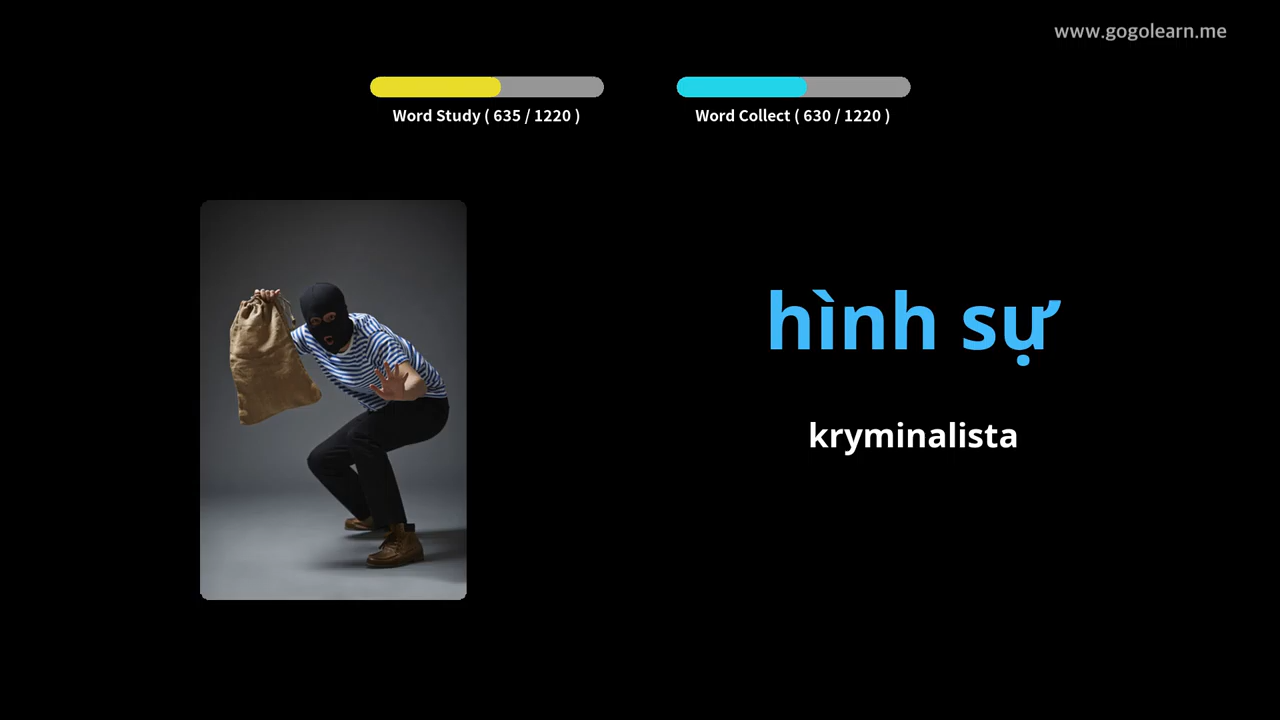 www.gogolearn.me
Word Study ( 635 / 1220 )
Word Collect ( 630 / 1220 )
hình sự
kryminalista